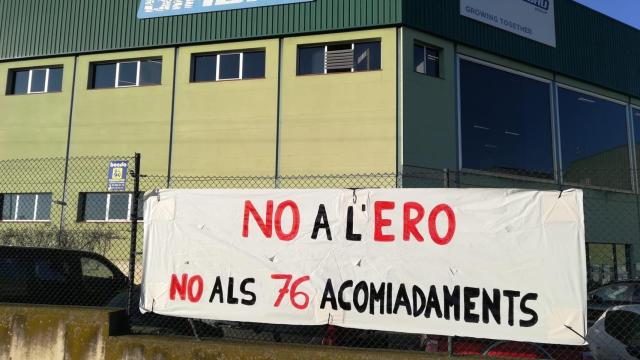 GROWING TOGETHER
NO A L'ERO
NO ALS 76 ACOMIADAMENTS